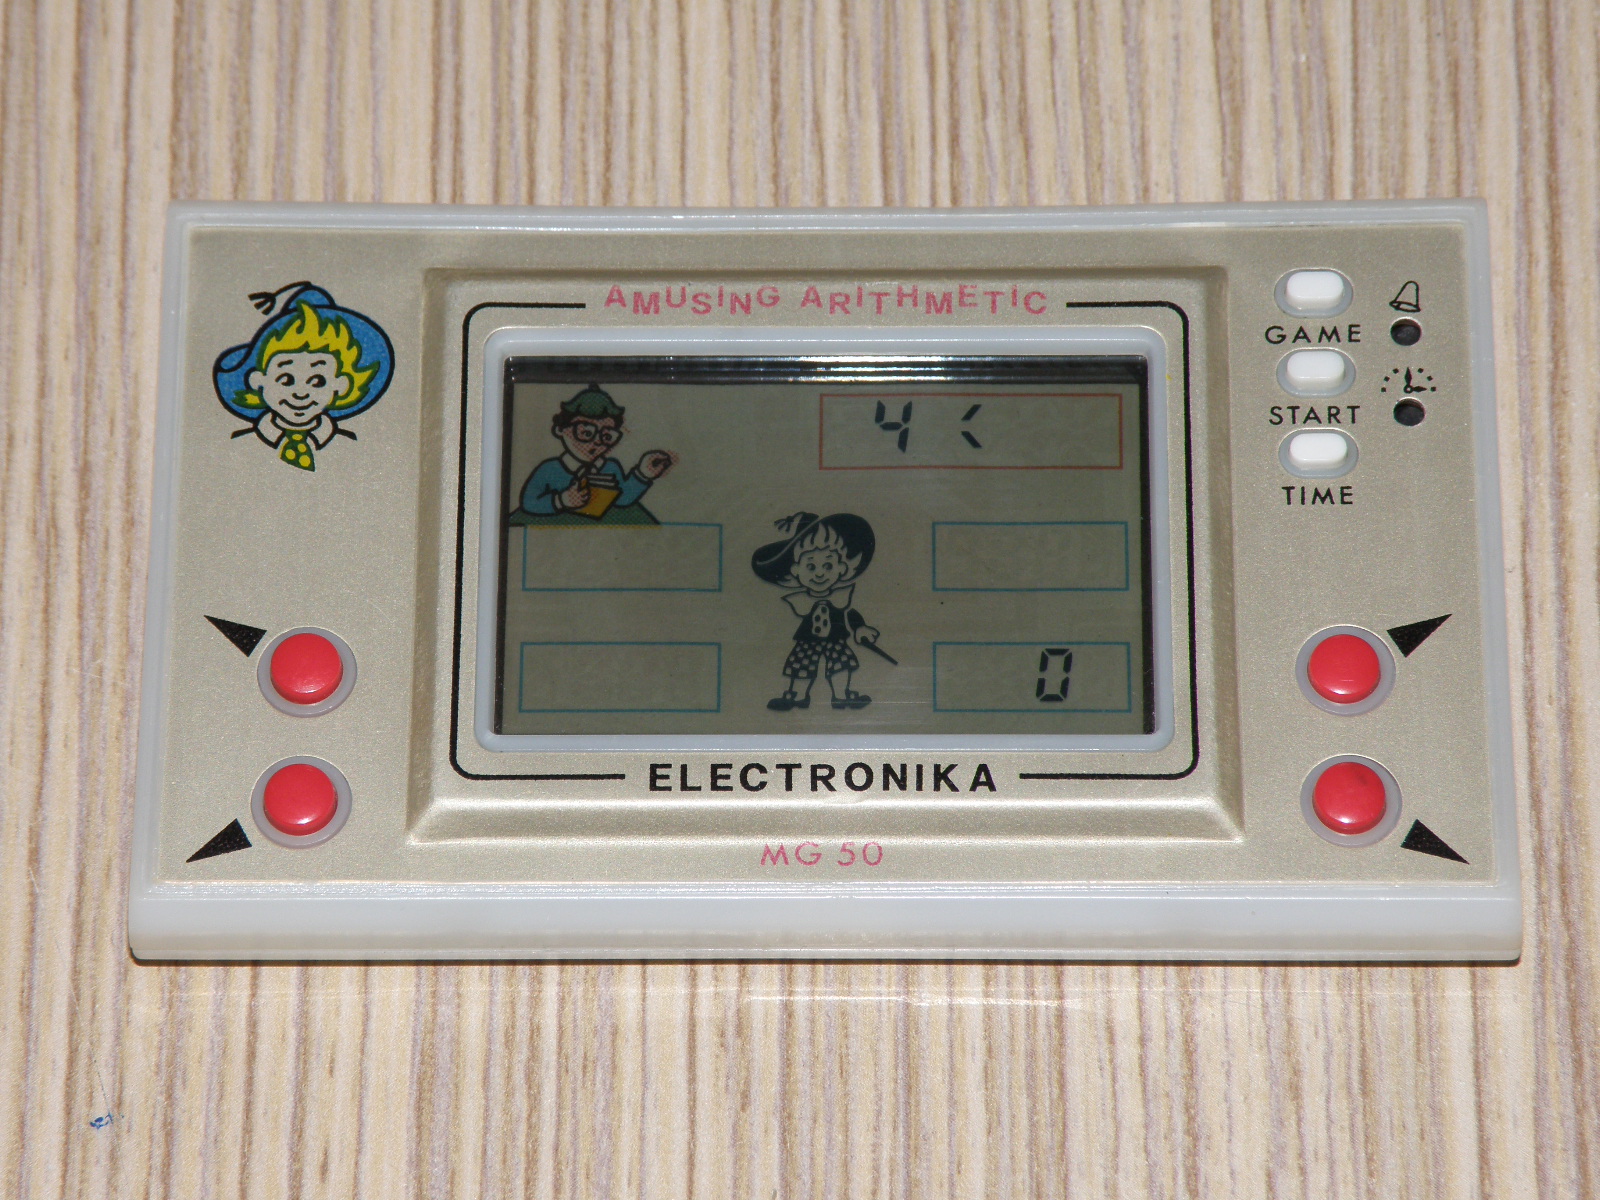 AMUSING ARITHMETIC
GAME
START
TIME
4 <
0
ELECTRONIKA
MG 50